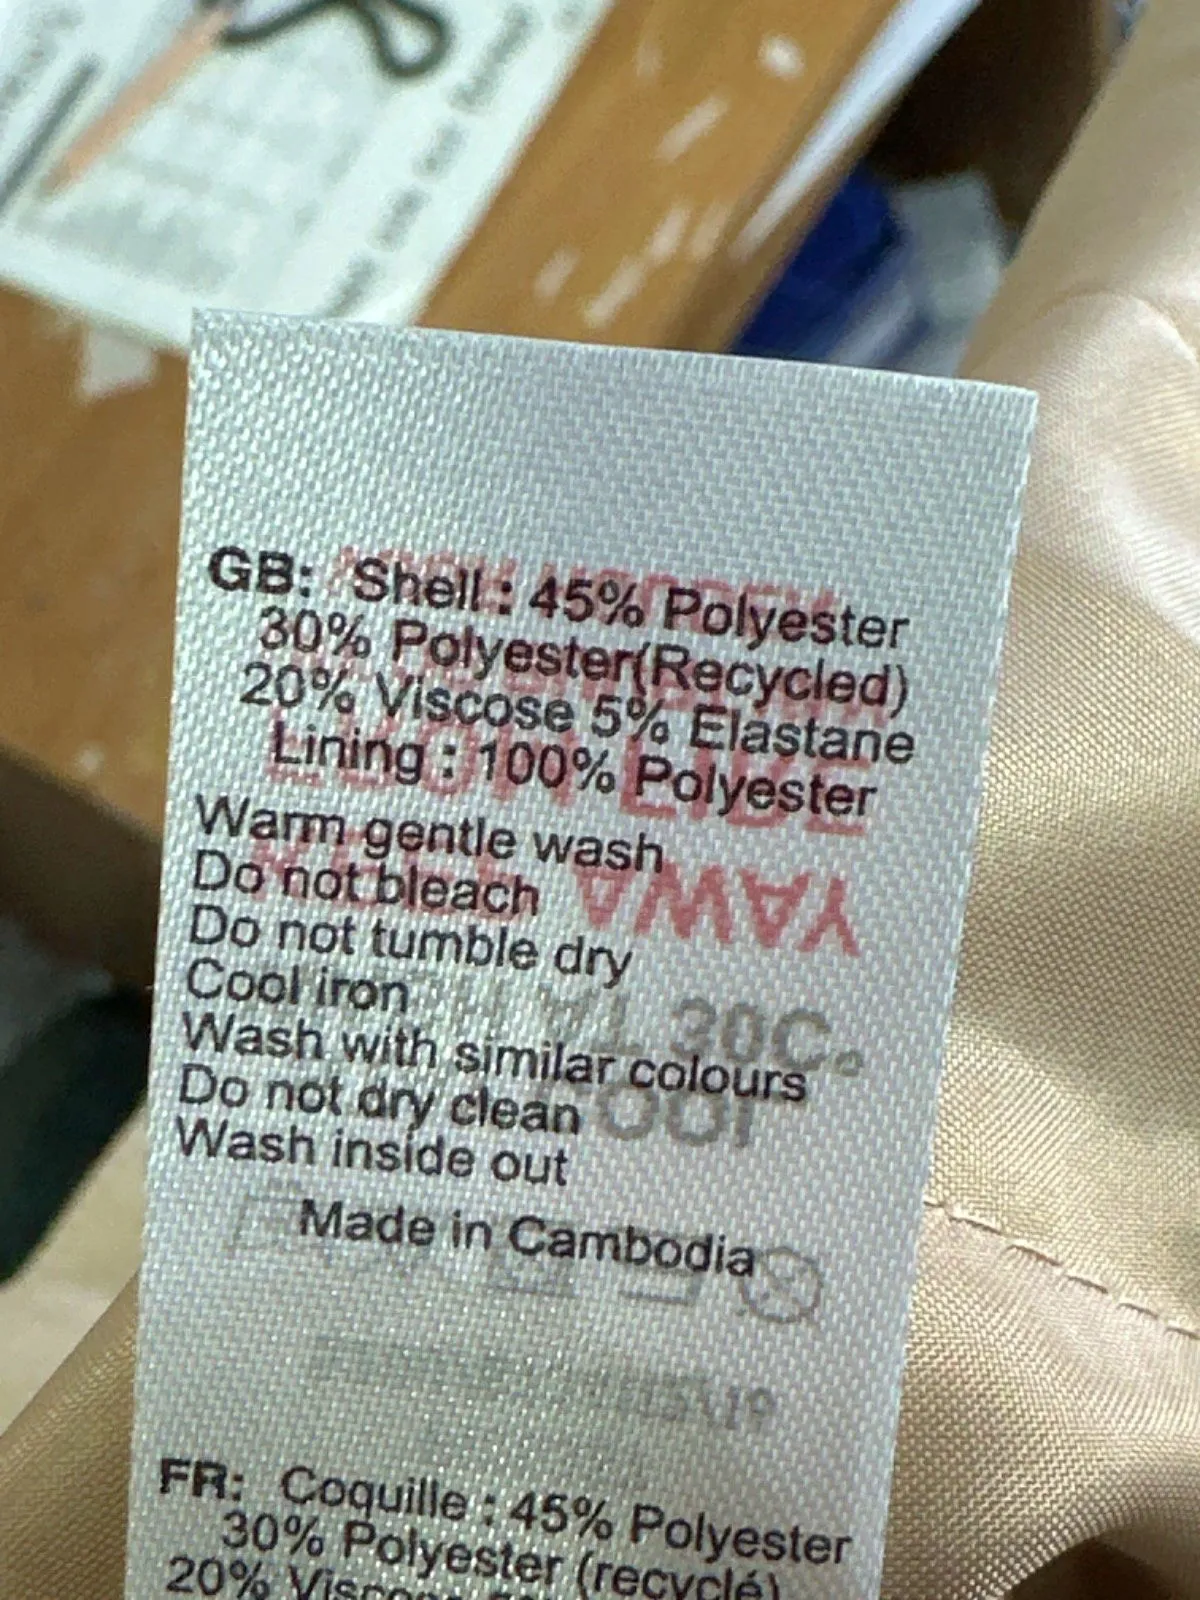 GB: Shell : 45% Polyester
30% Polyester(Recycled)
20% Viscose 5% Elastane
Lining : 100% Polyester
Warm gentle wash
Do not bleach
Do not tumble dry
Cool iron
Wash with similar colours
Do not dry clean
Wash inside out
Made in Cambodia
FR: Coquille : 45% Polyester
30% Polyester (recyclé)
20%